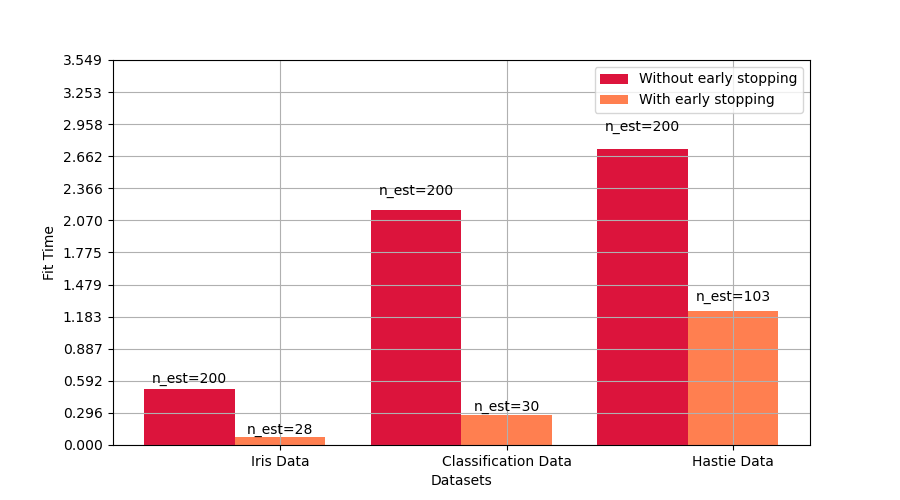 3.549
3.253
2.958
2.662
2.366
2.070
1.775
1.479
1.183
0.887
0.592
0.296
0.000
Fit Time
Without early stopping
With early stopping
n_est=200
n_est=200
n_est=103
n_est=200
n_est=30
n_est=28
Iris Data
Classification Data
Hastie Data
Datasets